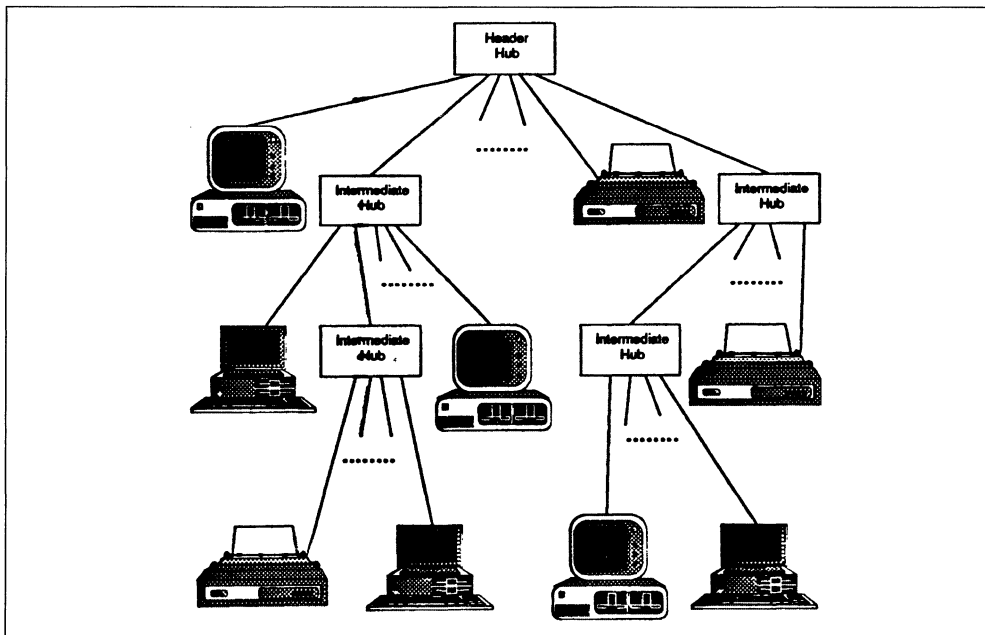 Header
Hub
Intermediate
Hub
Intermediate
Hub
Intermediate
Hub
Intermediate
Hub